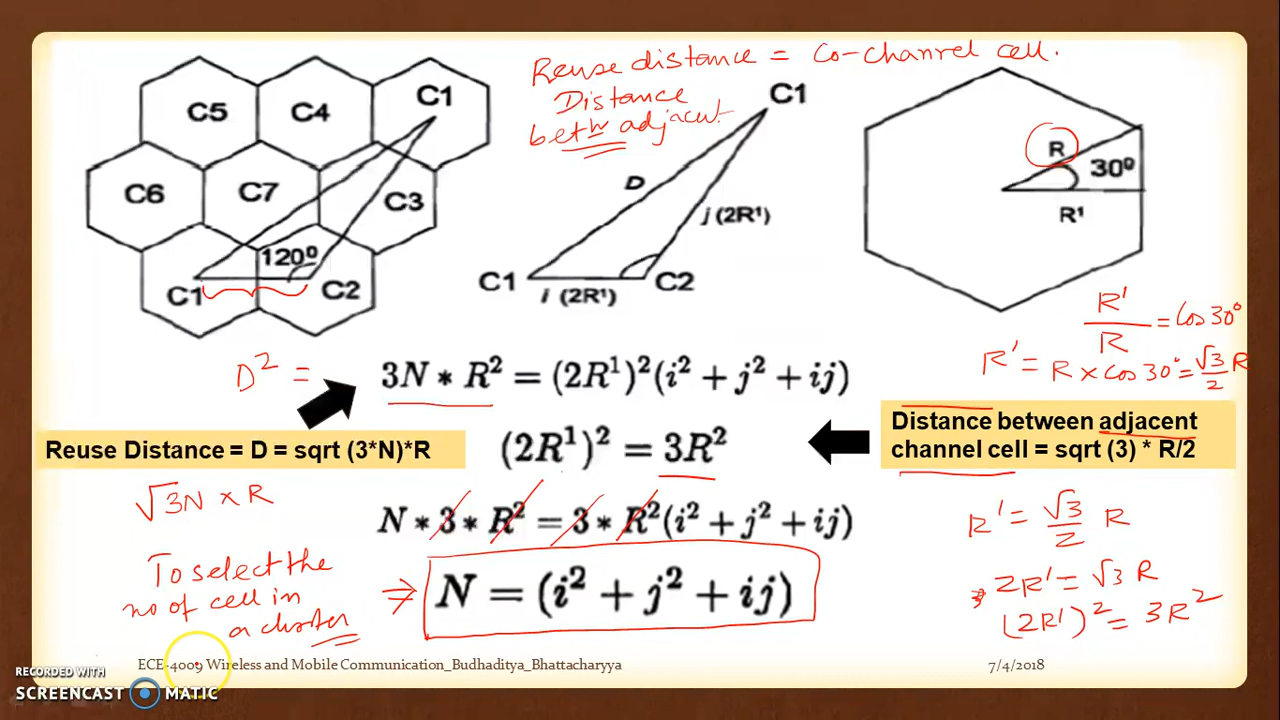 Reuse distance = Co-channel cell.
Distance
betn adjacent
C5 C4 C1
C6 C7 C3
120º
C1 C2
C1
D
j (2R¹)
C1 C2
i (2R¹)
R
30º
R¹
R' / R = Cos 30°
R' = R × cos 30° = √3/2 R
D² =
3N ∗ R² = (2R¹)²(i² + j² + ij)
Reuse Distance = D = sqrt (3*N)*R
(2R¹)² = 3R²
Distance between adjacent
channel cell = sqrt (3) * R/2
√3N × R
N ∗ 3 ∗ R² = 3 ∗ R²(i² + j² + ij)
R' = √3/2 R
To select the
no of cell in
a cluster
⇒ N = (i² + j² + ij)
2R' = √3 R
(2R')² = 3R²
ECE-4009 Wireless and Mobile Communication_Budhaditya_Bhattacharyya 7/4/2018
RECORDED WITH
SCREENCAST MATIC